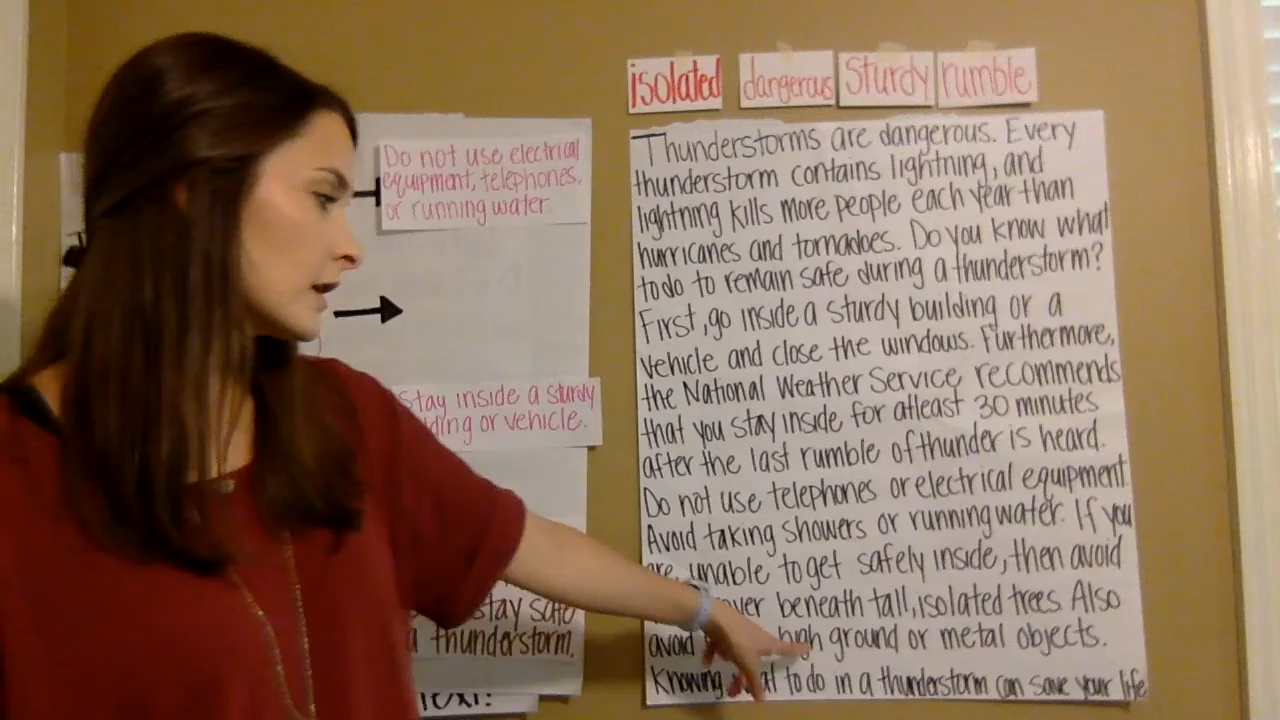 isolated dangerous Sturdy rumble
Do not use electrical
equipment, telephones,
or running water.
Stay inside a sturdy
or vehicle.
stay safe
a thunderstorm.
Thunderstorms are dangerous. Every
thunderstorm contains lightning, and
lightning kills more people each year than
hurricanes and tornadoes. Do you know what
to do to remain safe during a thunderstorm?
First, go inside a sturdy building or a
vehicle and close the windows. Furthermore,
the National Weather Service recommends
that you stay inside for atleast 30 minutes
after the last rumble of thunder is heard.
Do not use telephones or electrical equipment.
Avoid taking showers or running water. If you
are unable to get safely inside, then avoid
beneath tall, isolated trees. Also
avoid high ground or metal objects.
Knowing to do in a thunderstorm can save your life